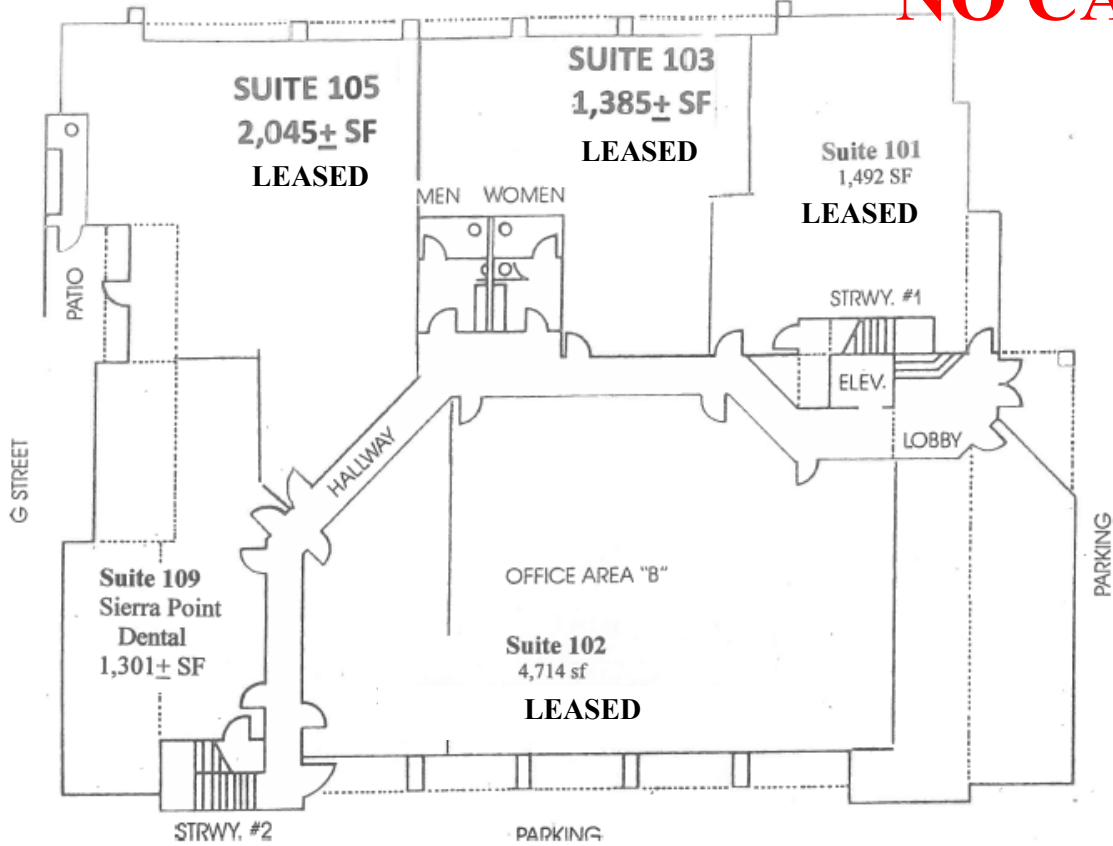 NO CA
SUITE 105
2,045± SF
LEASED
SUITE 103
1,385± SF
LEASED
Suite 101
1,492 SF
LEASED
MEN WOMEN
PATIO
STRWY. #1
ELEV.
LOBBY
HALLWAY
G STREET
PARKING
OFFICE AREA "B"
Suite 109
Sierra Point
Dental
1,301± SF
Suite 102
4,714 sf
LEASED
STRWY. #2
PARKING